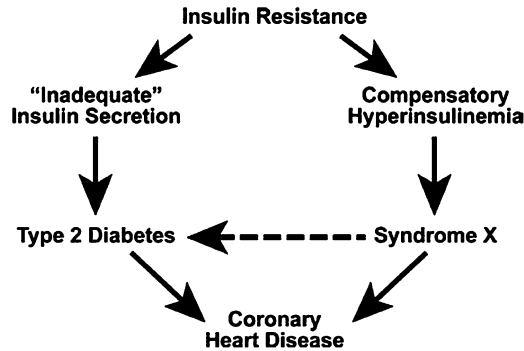 Insulin Resistance
“Inadequate”
Insulin Secretion
Compensatory
Hyperinsulinemia
Type 2 Diabetes
Syndrome X
Coronary
Heart Disease